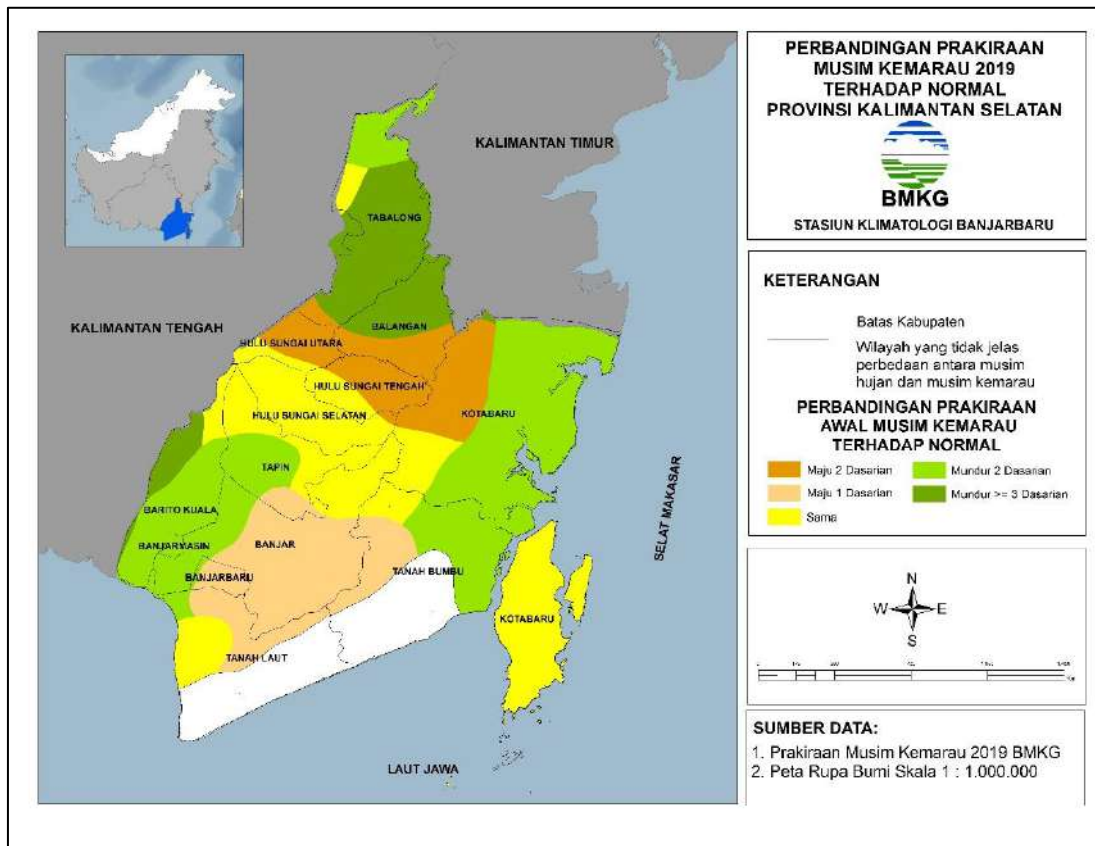 PERBANDINGAN PRAKIRAAN
MUSIM KEMARAU 2019
TERHADAP NORMAL
PROVINSI KALIMANTAN SELATAN
BMKG
STASIUN KLIMATOLOGI BANJARBARU
KALIMANTAN TIMUR
TABALONG
KALIMANTAN TENGAH
BALANGAN
HULU SUNGAI UTARA
HULU SUNGAI TENGAH
HULU SUNGAI SELATAN
KOTABARU
TAPIN
BARITO KUALA
BANJARMASIN
BANJAR
BANJARBARU
TANAH BUMBU
KOTABARU
TANAH LAUT
SELAT MAKASAR
LAUT JAWA
KETERANGAN
Batas Kabupaten
Wilayah yang tidak jelas
perbedaan antara musim
hujan dan musim kemarau
PERBANDINGAN PRAKIRAAN
AWAL MUSIM KEMARAU
TERHADAP NORMAL
Maju 2 Dasarian
Mundur 2 Dasarian
Maju 1 Dasarian
Mundur >= 3 Dasarian
Sama
N
W
E
S
SUMBER DATA:
1. Prakiraan Musim Kemarau 2019 BMKG
2. Peta Rupa Bumi Skala 1 : 1.000.000